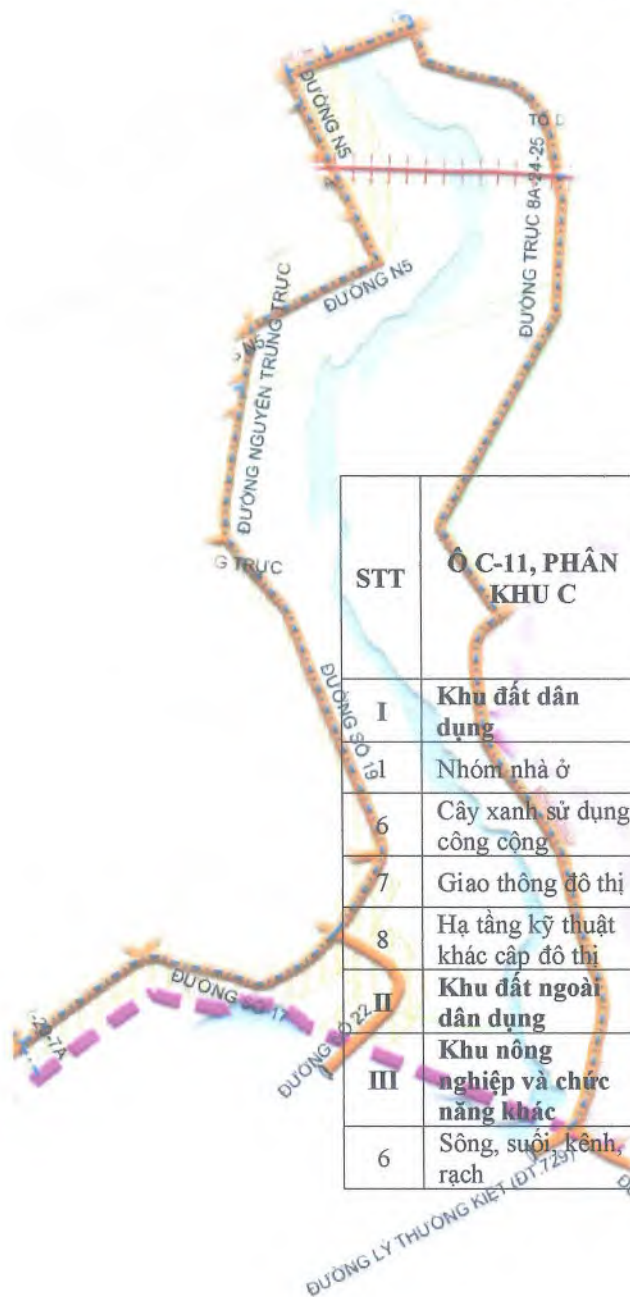 ĐƯỜNG N5
TỔ D
ĐƯỜNG TRỤC 8A-24-25
ĐƯỜNG N5
N5
ĐƯỜNG NGUYỄN TRUNG TRỰC
G TRỰC
STT
Ô C-11, PHÂN
KHU C
I
Khu đất dân
dụng
1
Nhóm nhà ở
6
Cây xanh sử dụng
công cộng
7
Giao thông đô thị
8
Hạ tầng kỹ thuật
khác cấp đô thị
II
Khu đất ngoài
dân dụng
III
Khu nông
nghiệp và chức
năng khác
6
Sông, suối, kênh,
rạch
ĐƯỜNG SỐ 19
ĐƯỜNG SỐ 17
ĐƯỜNG SỐ 22
ĐƯỜNG LÝ THƯỜNG KIỆT (ĐT.729)